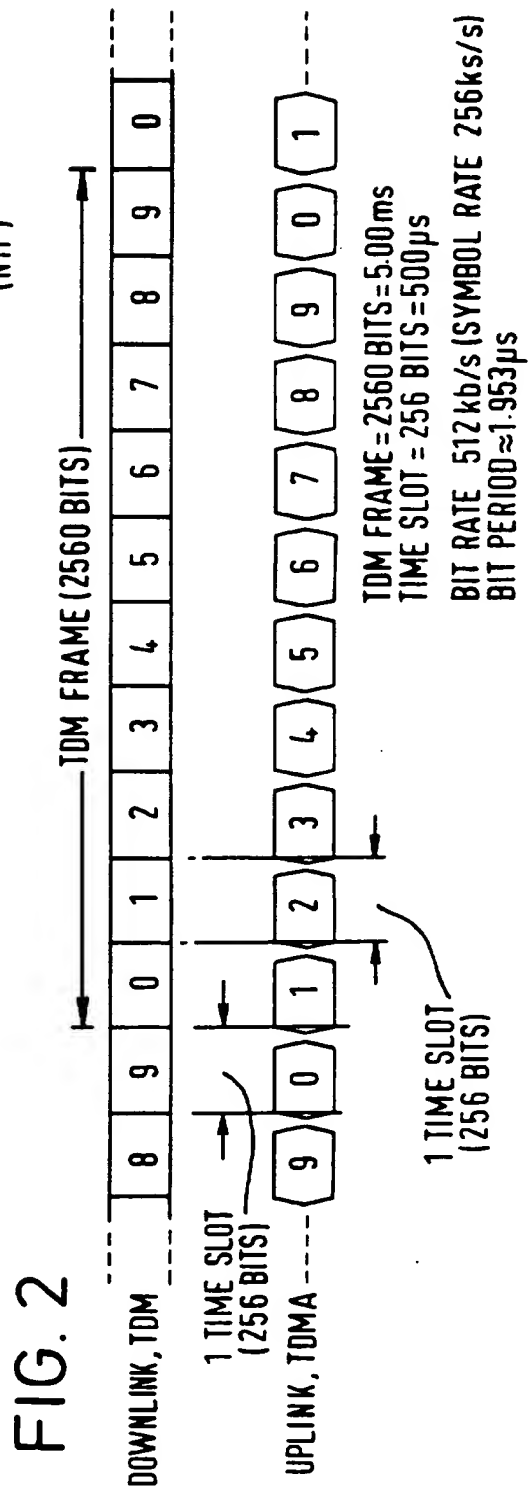 (NTP)
FIG. 2
TDM FRAME (2560 BITS)
DOWNLINK, TDM
8 9 0 1 2 3 4 5 6 7 8 9 0
1 TIME SLOT
(256 BITS)
UPLINK, TDMA
9 0 1 2 3 4 5 6 7 8 9 0 1
1 TIME SLOT
(256 BITS)
TDM FRAME = 2560 BITS = 5.00ms
TIME SLOT = 256 BITS = 500µs
BIT RATE 512kb/s (SYMBOL RATE 256ks/s)
BIT PERIOD ≈ 1·953µs